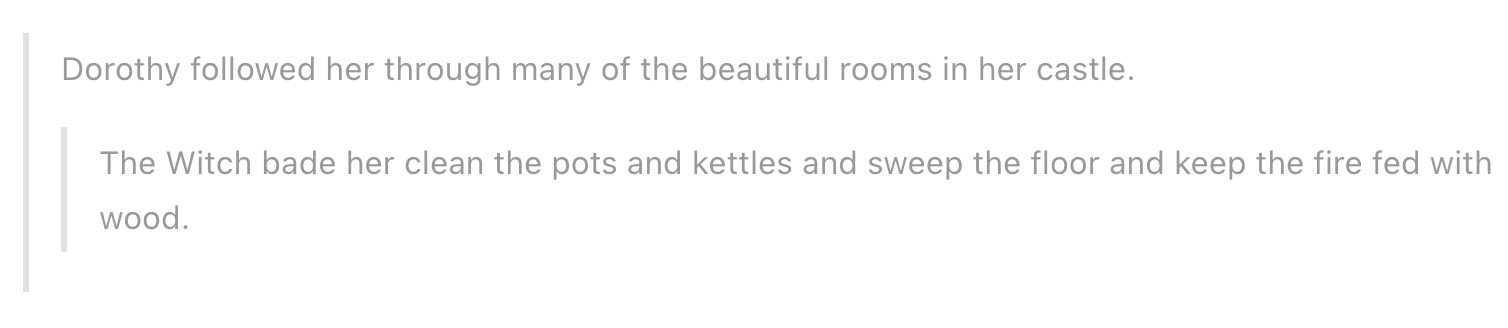 Dorothy followed her through many of the beautiful rooms in her castle.
The Witch bade her clean the pots and kettles and sweep the floor and keep the fire fed with
wood.